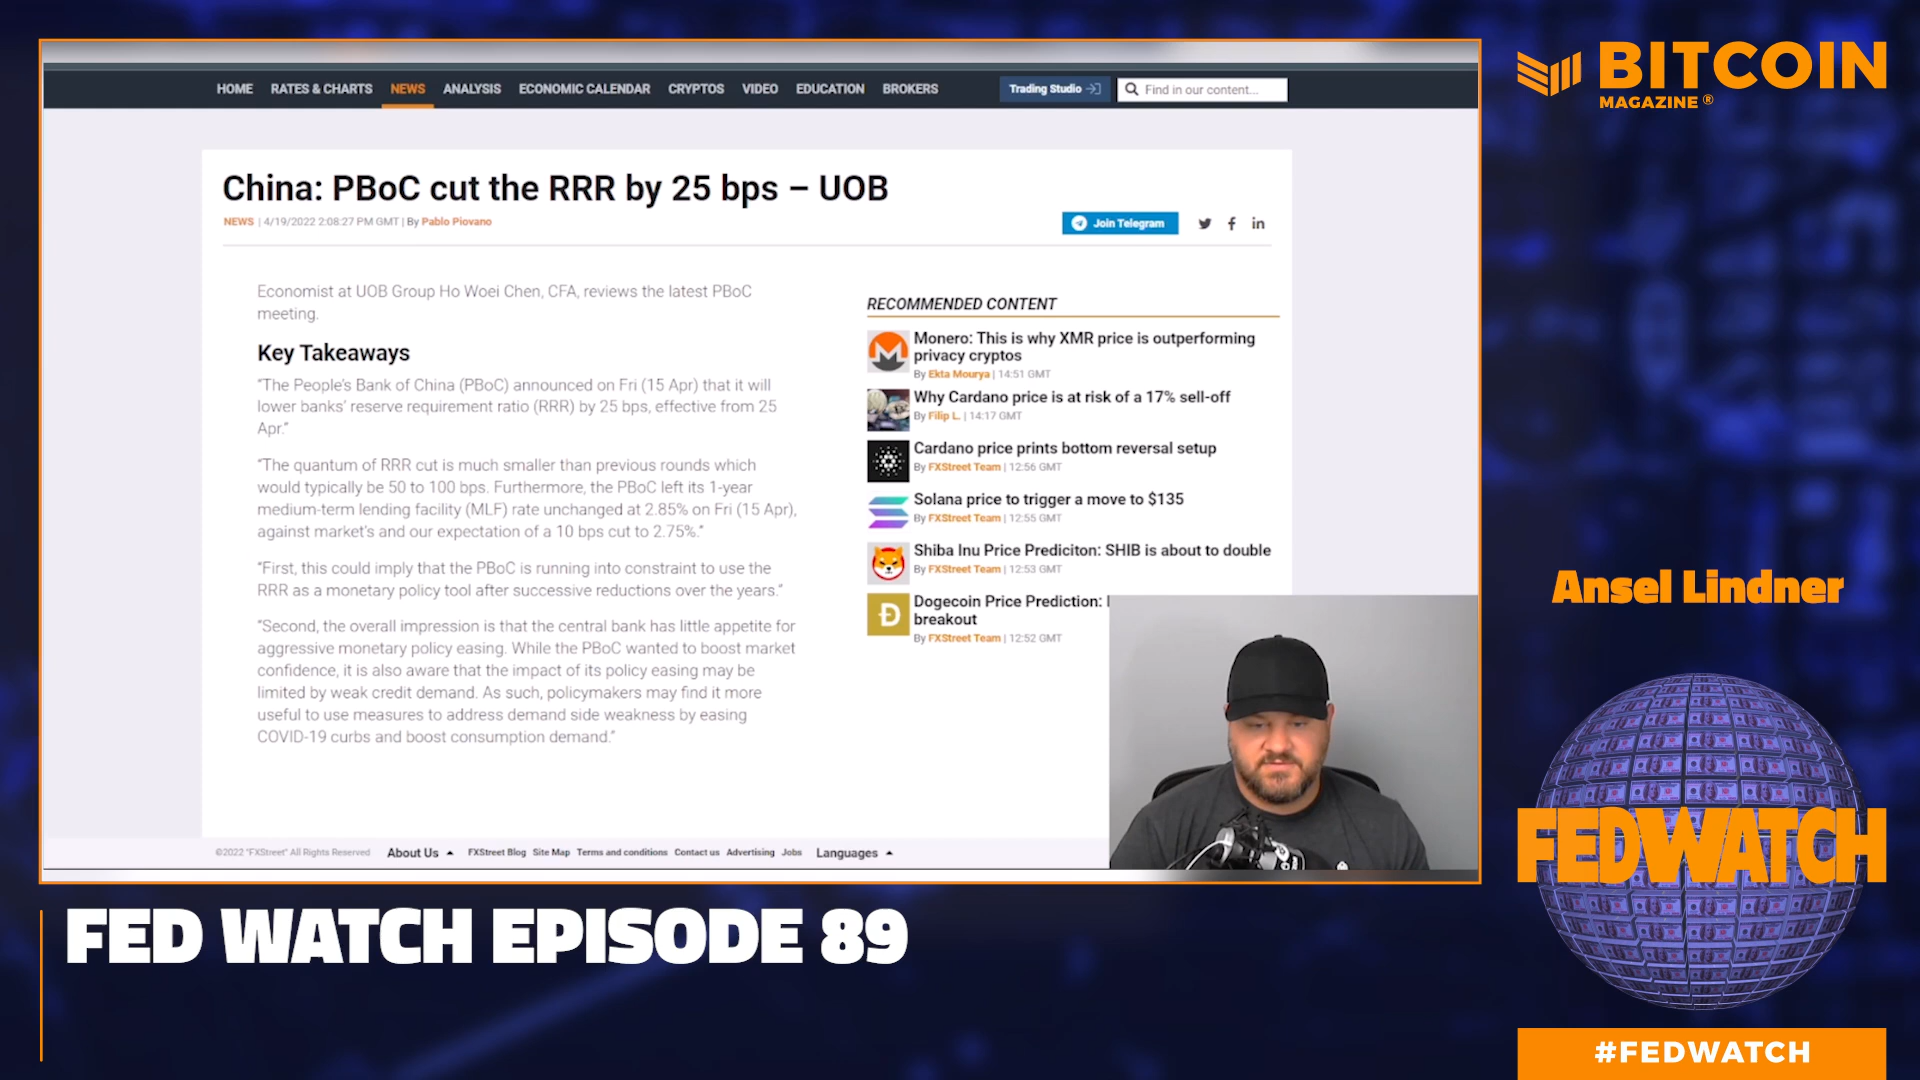 HOME RATES & CHARTS NEWS ANALYSIS ECONOMIC CALENDAR CRYPTOS VIDEO EDUCATION BROKERS Trading Studio Find in our content...
BITCOIN
MAGAZINE ®
China: PBoC cut the RRR by 25 bps – UOB
NEWS | 4/19/2022 2:08:27 PM GMT | By Pablo Piovano
Join Telegram
Economist at UOB Group Ho Woei Chen, CFA, reviews the latest PBoC
meeting.
Key Takeaways
“The People’s Bank of China (PBoC) announced on Fri (15 Apr) that it will
lower banks’ reserve requirement ratio (RRR) by 25 bps, effective from 25
Apr.”
“The quantum of RRR cut is much smaller than previous rounds which
would typically be 50 to 100 bps. Furthermore, the PBoC left its 1-year
medium-term lending facility (MLF) rate unchanged at 2.85% on Fri (15 Apr),
against market’s and our expectation of a 10 bps cut to 2.75%.”
“First, this could imply that the PBoC is running into constraint to use the
RRR as a monetary policy tool after successive reductions over the years.”
“Second, the overall impression is that the central bank has little appetite for
aggressive monetary policy easing. While the PBoC wanted to boost market
confidence, it is also aware that the impact of its policy easing may be
limited by weak credit demand. As such, policymakers may find it more
useful to use measures to address demand side weakness by easing
COVID-19 curbs and boost consumption demand.”
RECOMMENDED CONTENT
Monero: This is why XMR price is outperforming
privacy cryptos
By Ekta Mourya | 14:51 GMT
Why Cardano price is at risk of a 17% sell-off
By Filip L. | 14:17 GMT
Cardano price prints bottom reversal setup
By FXStreet Team | 12:56 GMT
Solana price to trigger a move to $135
By FXStreet Team | 12:55 GMT
Shiba Inu Price Prediciton: SHIB is about to double
By FXStreet Team | 12:53 GMT
Dogecoin Price Prediction:
breakout
By FXStreet Team | 12:52 GMT
©2022 "FXStreet" All Rights Reserved About Us FXStreet Blog Site Map Terms and conditions Contact us Advertising Jobs Languages
Ansel Lindner
FEDWATCH
FED WATCH EPISODE 89
#FEDWATCH